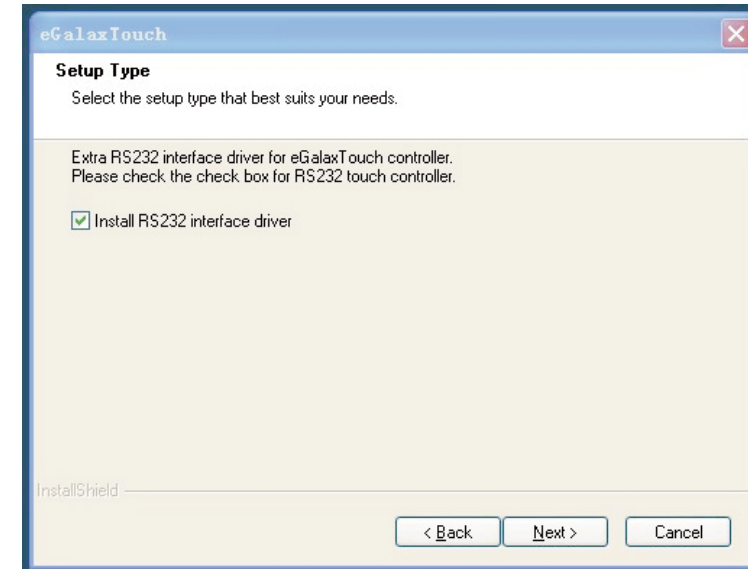 eGalaxTouch
Setup Type
Select the setup type that best suits your needs.
Extra RS232 interface driver for eGalaxTouch controller.
Please check the check box for RS232 touch controller.
Install RS232 interface driver
InstallShield
< Back Next > Cancel